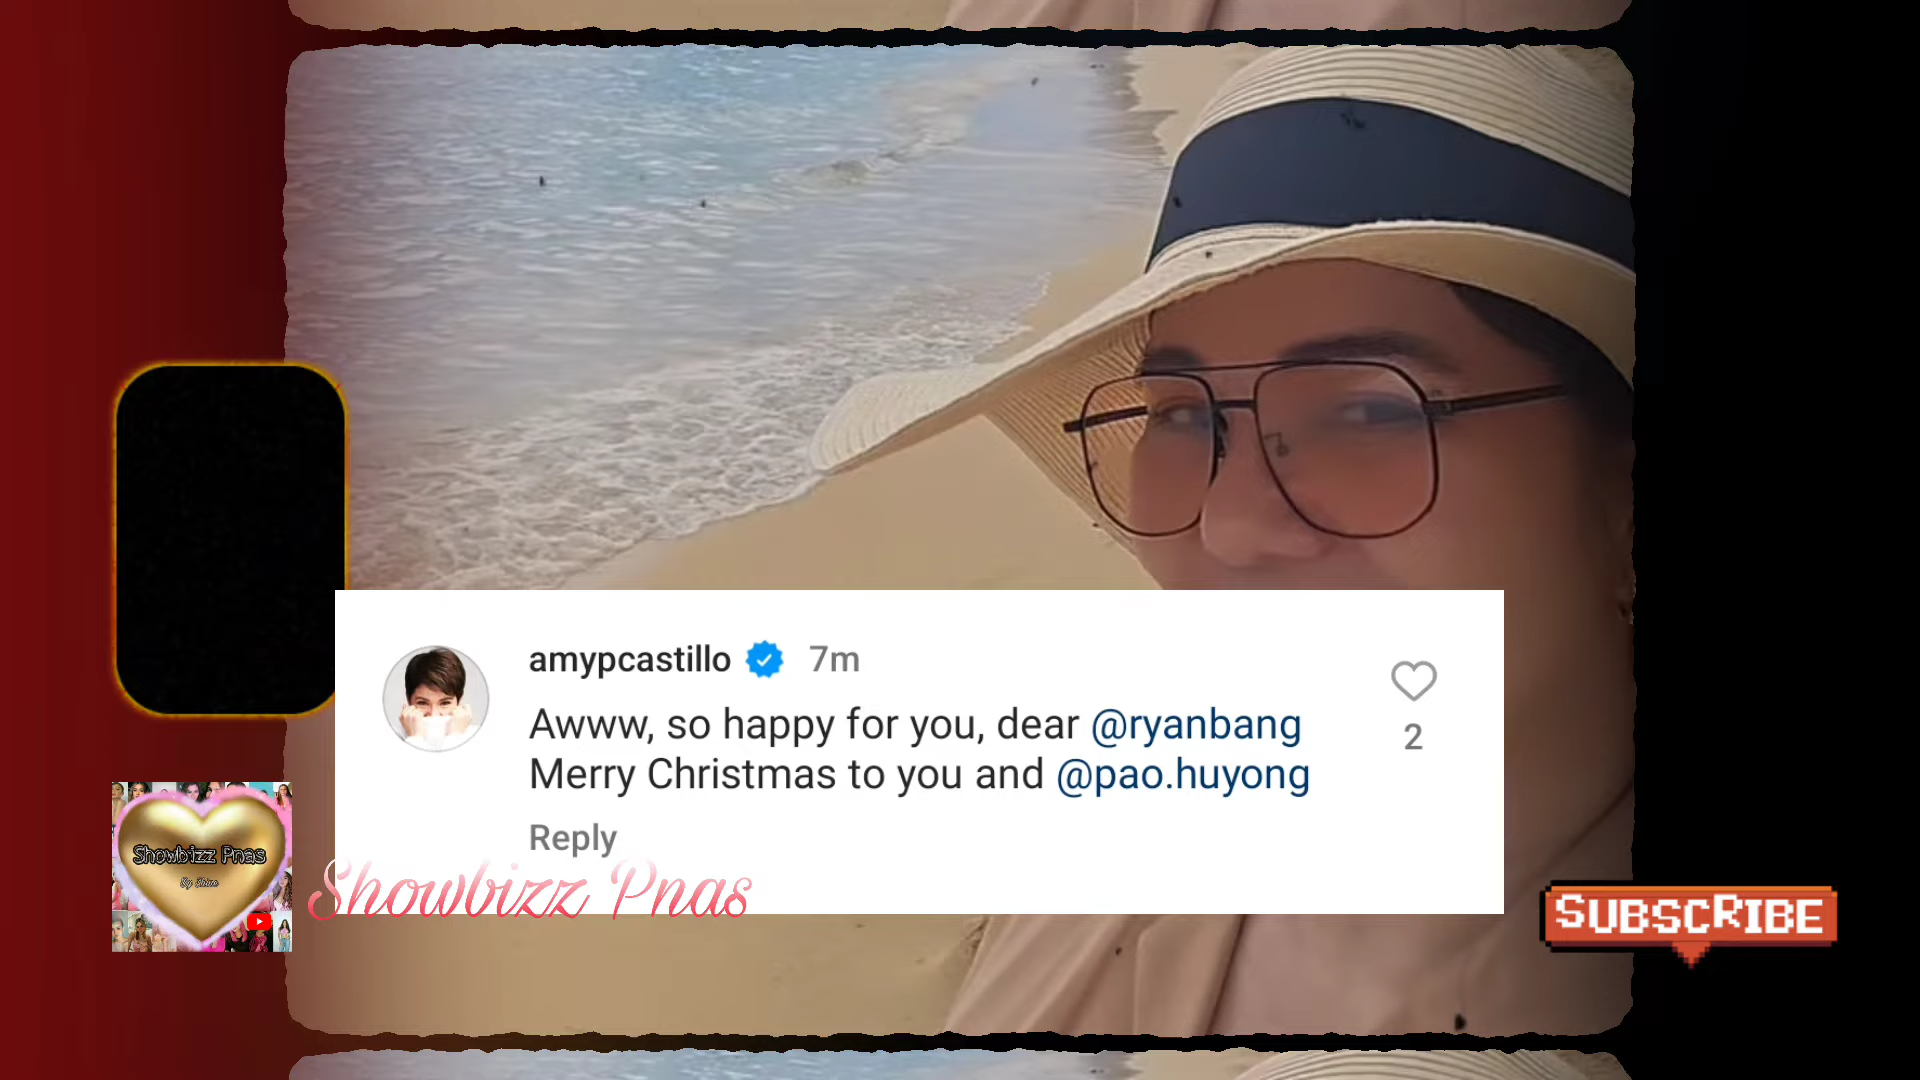 amypcastillo 7m
Awww, so happy for you, dear @ryanbang
Merry Christmas to you and @pao.huyong
2
Reply
Showbizz Pnas
Showbizz Pnas
SUBSCRIBE